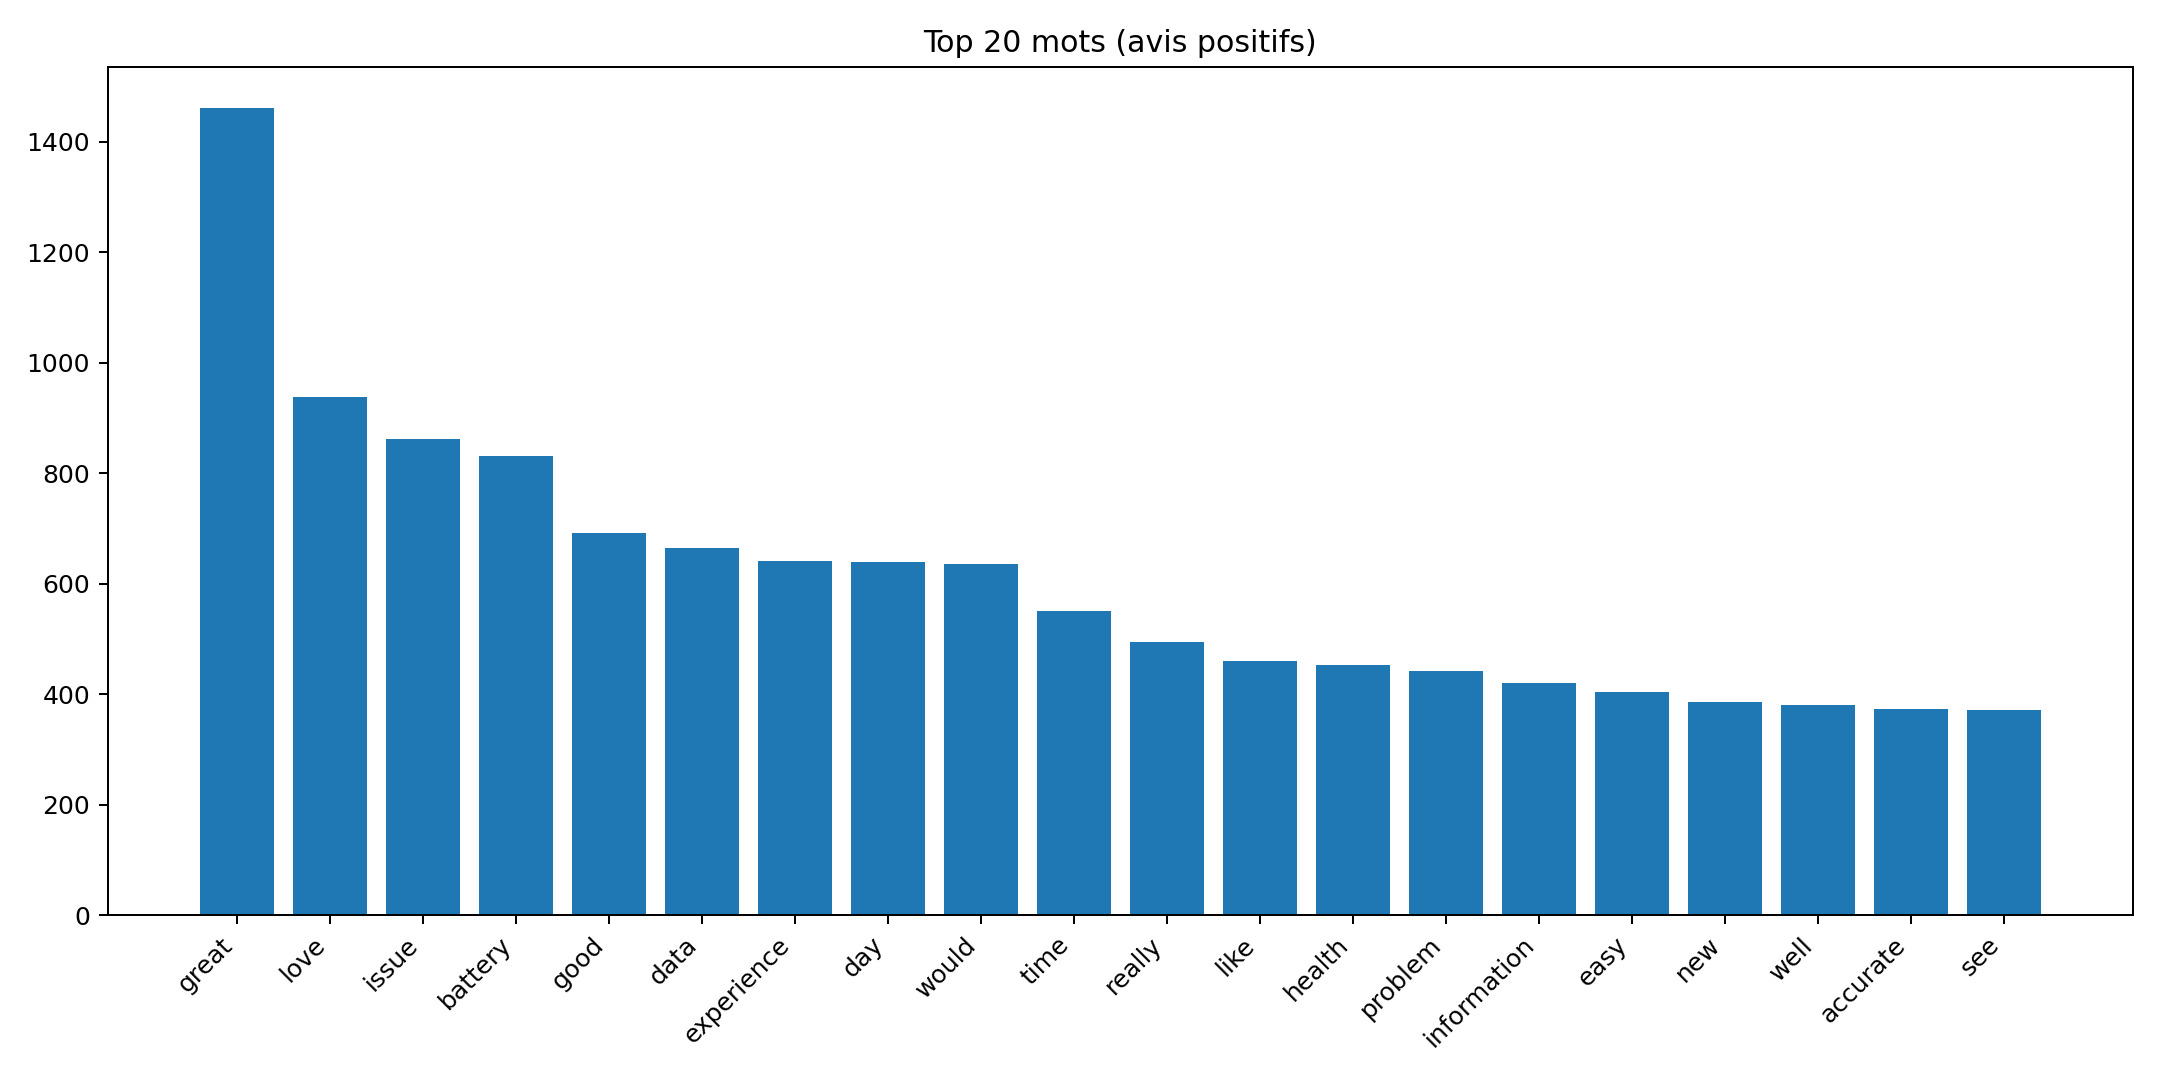 Top 20 mots (avis positifs)
1400
1200
1000
800
600
400
200
0
great
love
issue
battery
good
data
experience
day
would
time
really
like
health
problem
information
easy
new
well
accurate
see